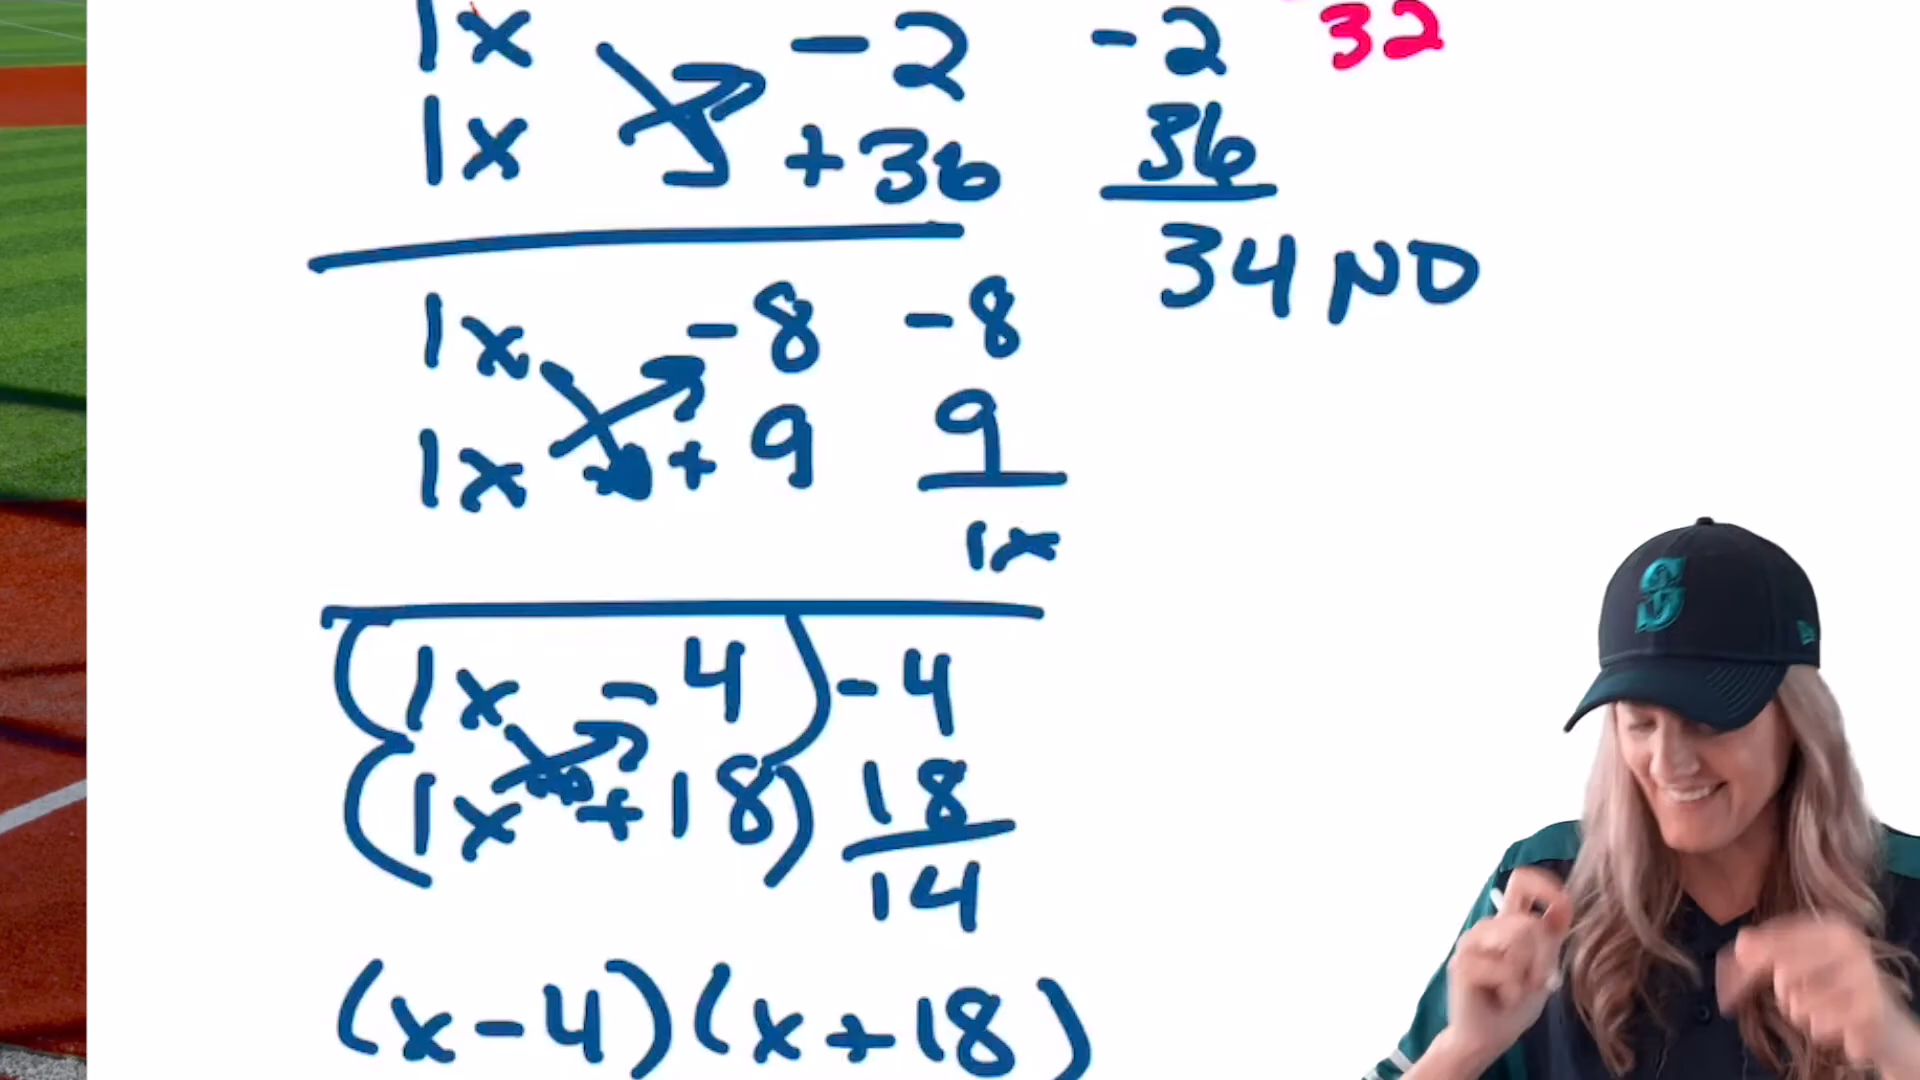 1x - 2 - 2 32
1x + 36 36
34 NO
1x - 8 - 8
1x + 9 9
1x
(1x - 4) - 4
(1x + 18) 18
14
(x - 4)(x + 18)
S